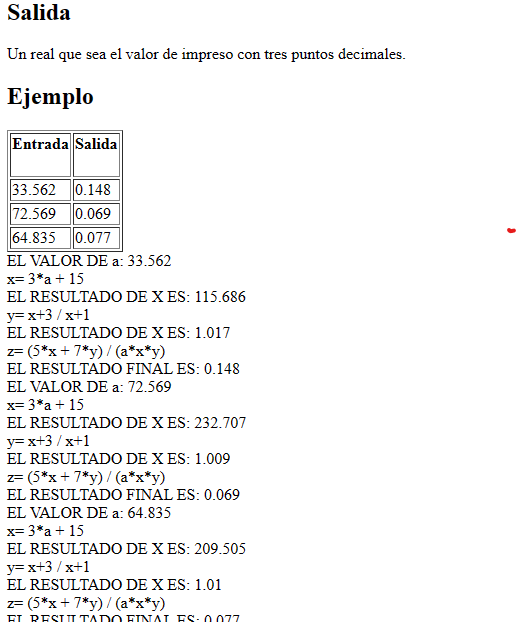 Salida
Un real que sea el valor de impreso con tres puntos decimales.
Ejemplo
Entrada Salida
33.562 0.148
72.569 0.069
64.835 0.077
EL VALOR DE a: 33.562
x= 3*a + 15
EL RESULTADO DE X ES: 115.686
y= x+3 / x+1
EL RESULTADO DE X ES: 1.017
z= (5*x + 7*y) / (a*x*y)
EL RESULTADO FINAL ES: 0.148
EL VALOR DE a: 72.569
x= 3*a + 15
EL RESULTADO DE X ES: 232.707
y= x+3 / x+1
EL RESULTADO DE X ES: 1.009
z= (5*x + 7*y) / (a*x*y)
EL RESULTADO FINAL ES: 0.069
EL VALOR DE a: 64.835
x= 3*a + 15
EL RESULTADO DE X ES: 209.505
y= x+3 / x+1
EL RESULTADO DE X ES: 1.01
z= (5*x + 7*y) / (a*x*y)
EL RESULTADO FINAL ES: 0.077